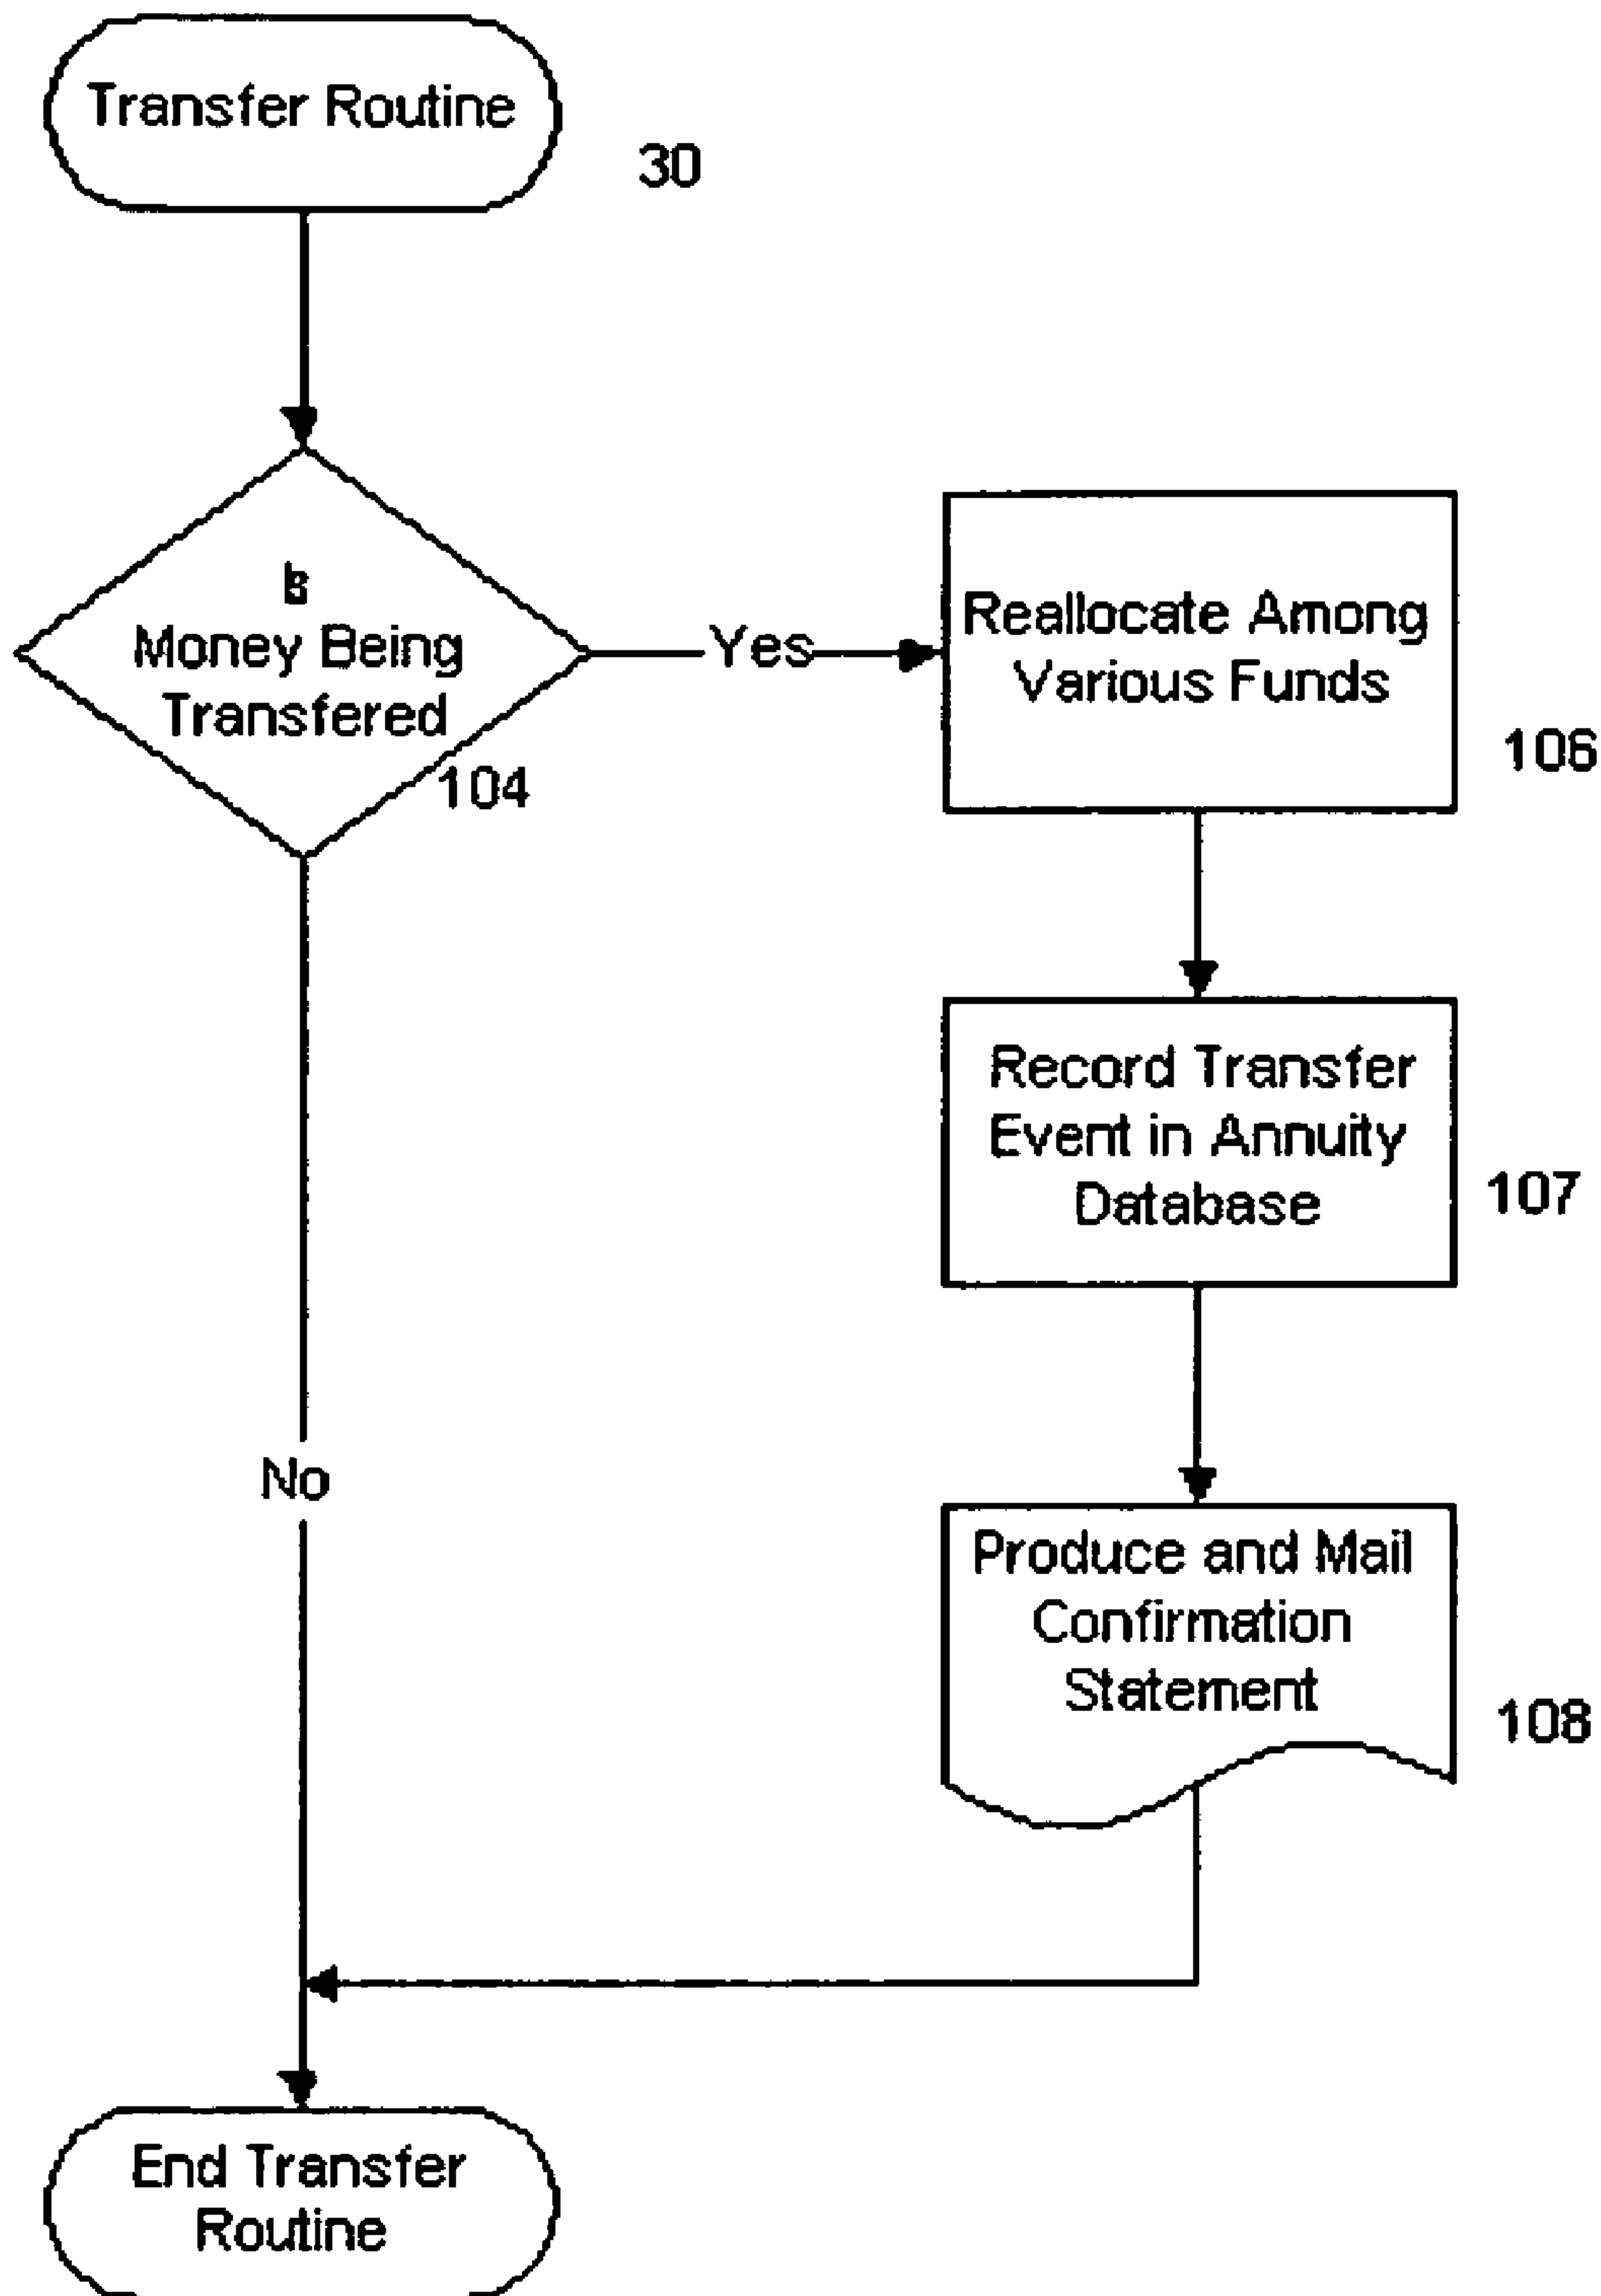 Transfer Routine
30
Is
Money Being
Transfered
104
Yes
Reallocate Among
Various Funds
106
Record Transfer
Event in Annuity
Database
107
No
Produce and Mail
Confirmation
Statement
108
End Transfer
Routine